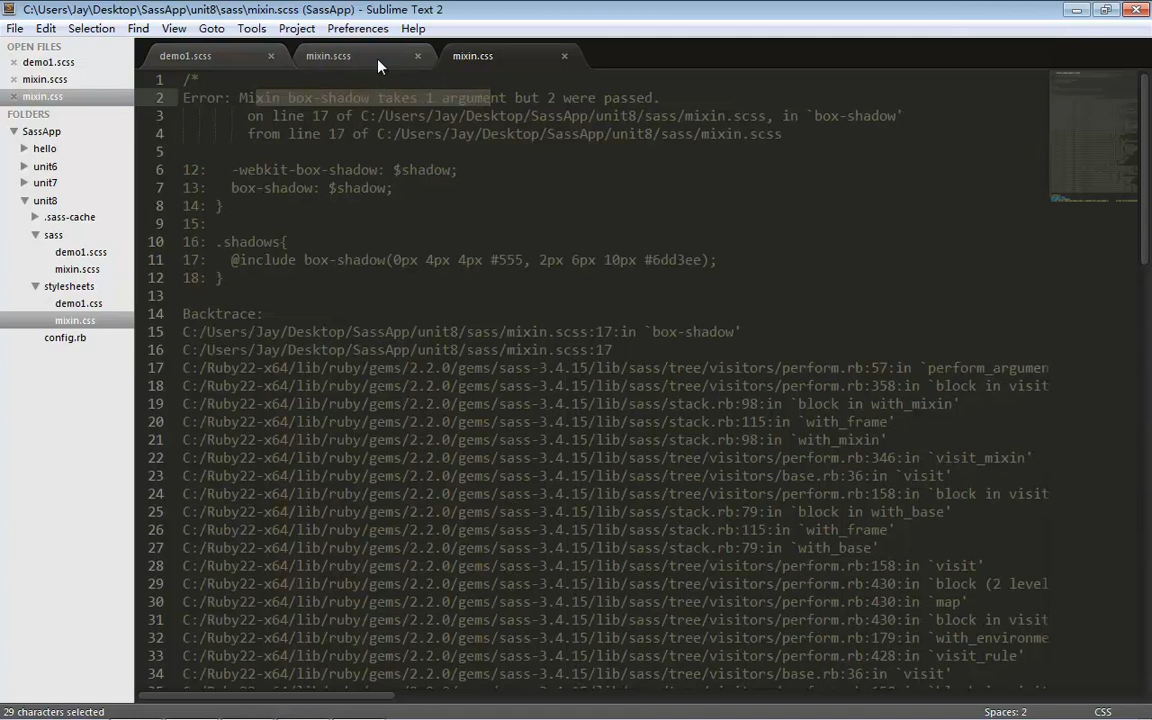 C:\Users\Jay\Desktop\SassApp\unit8\sass\mixin.scss (SassApp) - Sublime Text 2
File Edit Selection Find View Goto Tools Project Preferences Help
OPEN FILES
demo1.scss
mixin.scss
mixin.css
FOLDERS
SassApp
hello
unit6
unit7
unit8
.sass-cache
sass
demo1.scss
mixin.scss
stylesheets
demo1.css
mixin.css
config.rb
demo1.scss mixin.scss mixin.css
1 /*
2 Error: Mixin box-shadow takes 1 argument but 2 were passed.
3 on line 17 of C:/Users/Jay/Desktop/SassApp/unit8/sass/mixin.scss, in `box-shadow'
4 from line 17 of C:/Users/Jay/Desktop/SassApp/unit8/sass/mixin.scss
5
6 12: -webkit-box-shadow: $shadow;
7 13: box-shadow: $shadow;
8 14: }
9 15:
10 16: .shadows{
11 17: @include box-shadow(0px 4px 4px #555, 2px 6px 10px #6dd3ee);
12 18: }
13
14 Backtrace:
15 C:/Users/Jay/Desktop/SassApp/unit8/sass/mixin.scss:17:in `box-shadow'
16 C:/Users/Jay/Desktop/SassApp/unit8/sass/mixin.scss:17
17 C:/Ruby22-x64/lib/ruby/gems/2.2.0/gems/sass-3.4.15/lib/sass/tree/visitors/perform.rb:57:in `perform_argumen
18 C:/Ruby22-x64/lib/ruby/gems/2.2.0/gems/sass-3.4.15/lib/sass/tree/visitors/perform.rb:358:in `block in visit
19 C:/Ruby22-x64/lib/ruby/gems/2.2.0/gems/sass-3.4.15/lib/sass/stack.rb:98:in `block in with_mixin'
20 C:/Ruby22-x64/lib/ruby/gems/2.2.0/gems/sass-3.4.15/lib/sass/stack.rb:115:in `with_frame'
21 C:/Ruby22-x64/lib/ruby/gems/2.2.0/gems/sass-3.4.15/lib/sass/stack.rb:98:in `with_mixin'
22 C:/Ruby22-x64/lib/ruby/gems/2.2.0/gems/sass-3.4.15/lib/sass/tree/visitors/perform.rb:346:in `visit_mixin'
23 C:/Ruby22-x64/lib/ruby/gems/2.2.0/gems/sass-3.4.15/lib/sass/tree/visitors/base.rb:36:in `visit'
24 C:/Ruby22-x64/lib/ruby/gems/2.2.0/gems/sass-3.4.15/lib/sass/tree/visitors/perform.rb:158:in `block in visit
25 C:/Ruby22-x64/lib/ruby/gems/2.2.0/gems/sass-3.4.15/lib/sass/stack.rb:79:in `block in with_base'
26 C:/Ruby22-x64/lib/ruby/gems/2.2.0/gems/sass-3.4.15/lib/sass/stack.rb:115:in `with_frame'
27 C:/Ruby22-x64/lib/ruby/gems/2.2.0/gems/sass-3.4.15/lib/sass/stack.rb:79:in `with_base'
28 C:/Ruby22-x64/lib/ruby/gems/2.2.0/gems/sass-3.4.15/lib/sass/tree/visitors/perform.rb:158:in `visit'
29 C:/Ruby22-x64/lib/ruby/gems/2.2.0/gems/sass-3.4.15/lib/sass/tree/visitors/perform.rb:430:in `block (2 level
30 C:/Ruby22-x64/lib/ruby/gems/2.2.0/gems/sass-3.4.15/lib/sass/tree/visitors/perform.rb:430:in `map'
31 C:/Ruby22-x64/lib/ruby/gems/2.2.0/gems/sass-3.4.15/lib/sass/tree/visitors/perform.rb:430:in `block in visit
32 C:/Ruby22-x64/lib/ruby/gems/2.2.0/gems/sass-3.4.15/lib/sass/tree/visitors/perform.rb:179:in `with_environme
33 C:/Ruby22-x64/lib/ruby/gems/2.2.0/gems/sass-3.4.15/lib/sass/tree/visitors/perform.rb:428:in `visit_rule'
34 C:/Ruby22-x64/lib/ruby/gems/2.2.0/gems/sass-3.4.15/lib/sass/tree/visitors/base.rb:36:in `visit'
29 characters selected Spaces: 2 CSS